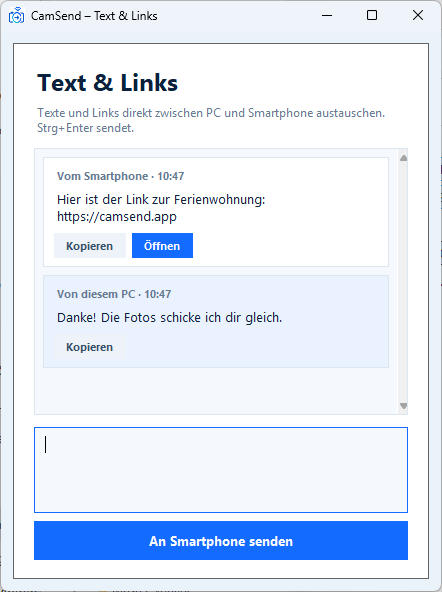 CamSend – Text & Links
Text & Links
Texte und Links direkt zwischen PC und Smartphone austauschen.
Strg+Enter sendet.
Vom Smartphone · 10:47
Hier ist der Link zur Ferienwohnung:
https://camsend.app
Kopieren
Öffnen
Von diesem PC · 10:47
Danke! Die Fotos schicke ich dir gleich.
Kopieren
An Smartphone senden